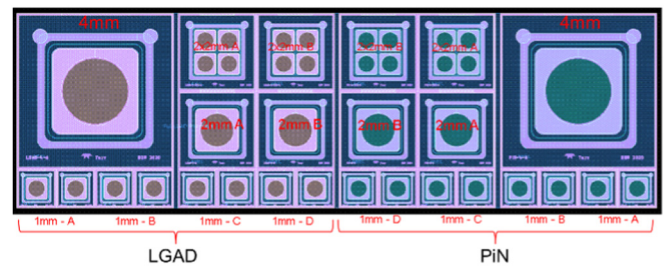 4mm
4mm
2x2mm A
2x2mm B
2x2mm B
2x2mm A
2mm A
2mm B
2mm B
2mm A
1mm - A
1mm - B
1mm - C
1mm - D
1mm - D
1mm - C
1mm - B
1mm - A
LGAD
PiN